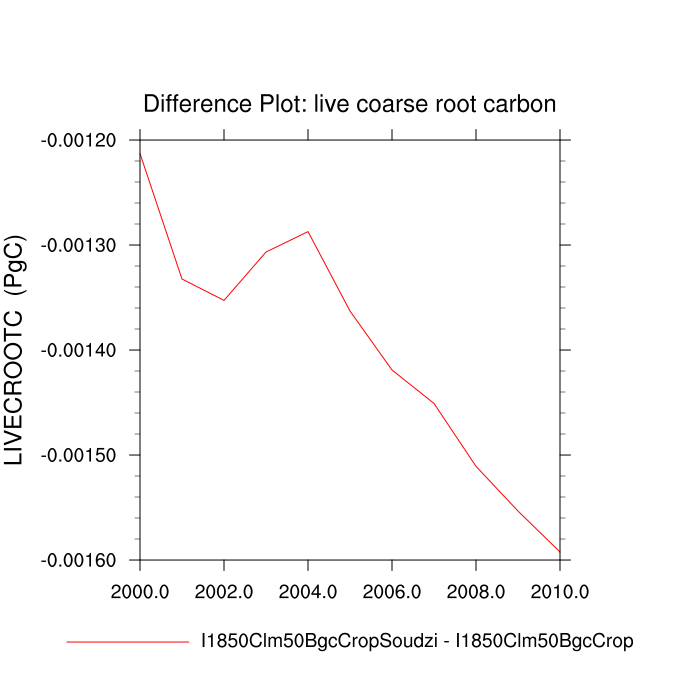 Difference Plot: live coarse root carbon
LIVECROOTC (PgC)
-0.00120
-0.00130
-0.00140
-0.00150
-0.00160
2000.0 2002.0 2004.0 2006.0 2008.0 2010.0
I1850Clm50BgcCropSoudzi - I1850Clm50BgcCrop